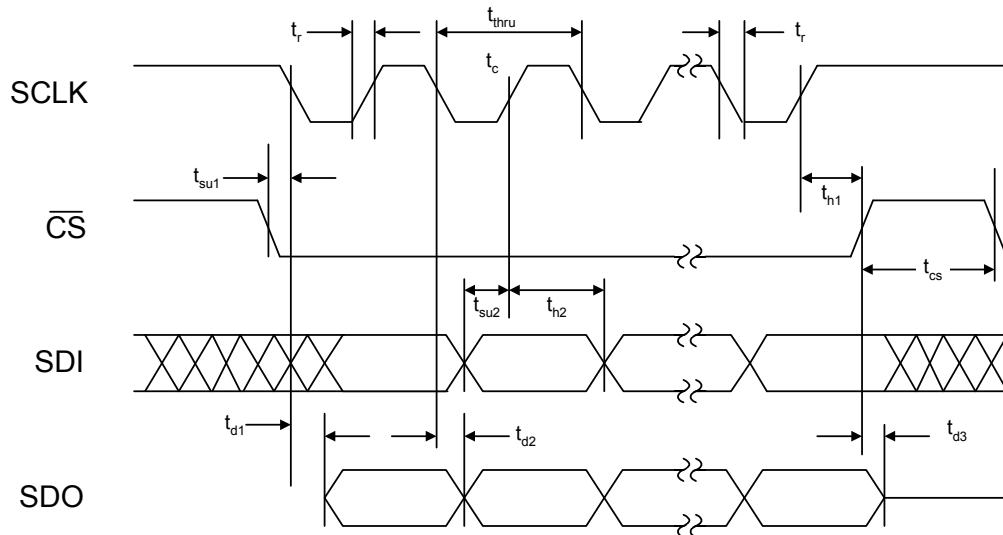 t_r
t_thru
t_r
t_c
SCLK
t_su1
t_h1
CS
t_cs
t_su2
t_h2
SDI
t_d1
t_d2
t_d3
SDO